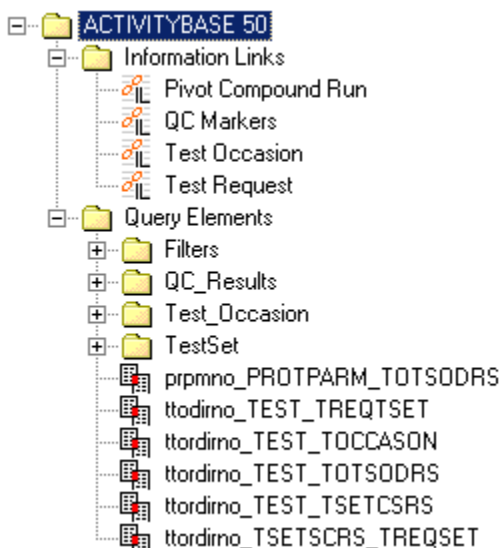 ACTIVITYBASE 50
Information Links
Pivot Compound Run
QC Markers
Test Occasion
Test Request
Query Elements
Filters
QC_Results
Test_Occasion
TestSet
prpmno_PROTPARM_TOTSODRS
ttodirno_TEST_TREQTSET
ttordirno_TEST_TOCCASON
ttordirno_TEST_TOTSODRS
ttordirno_TEST_TSETCSRS
ttordirno_TSETSCRS_TREQSET